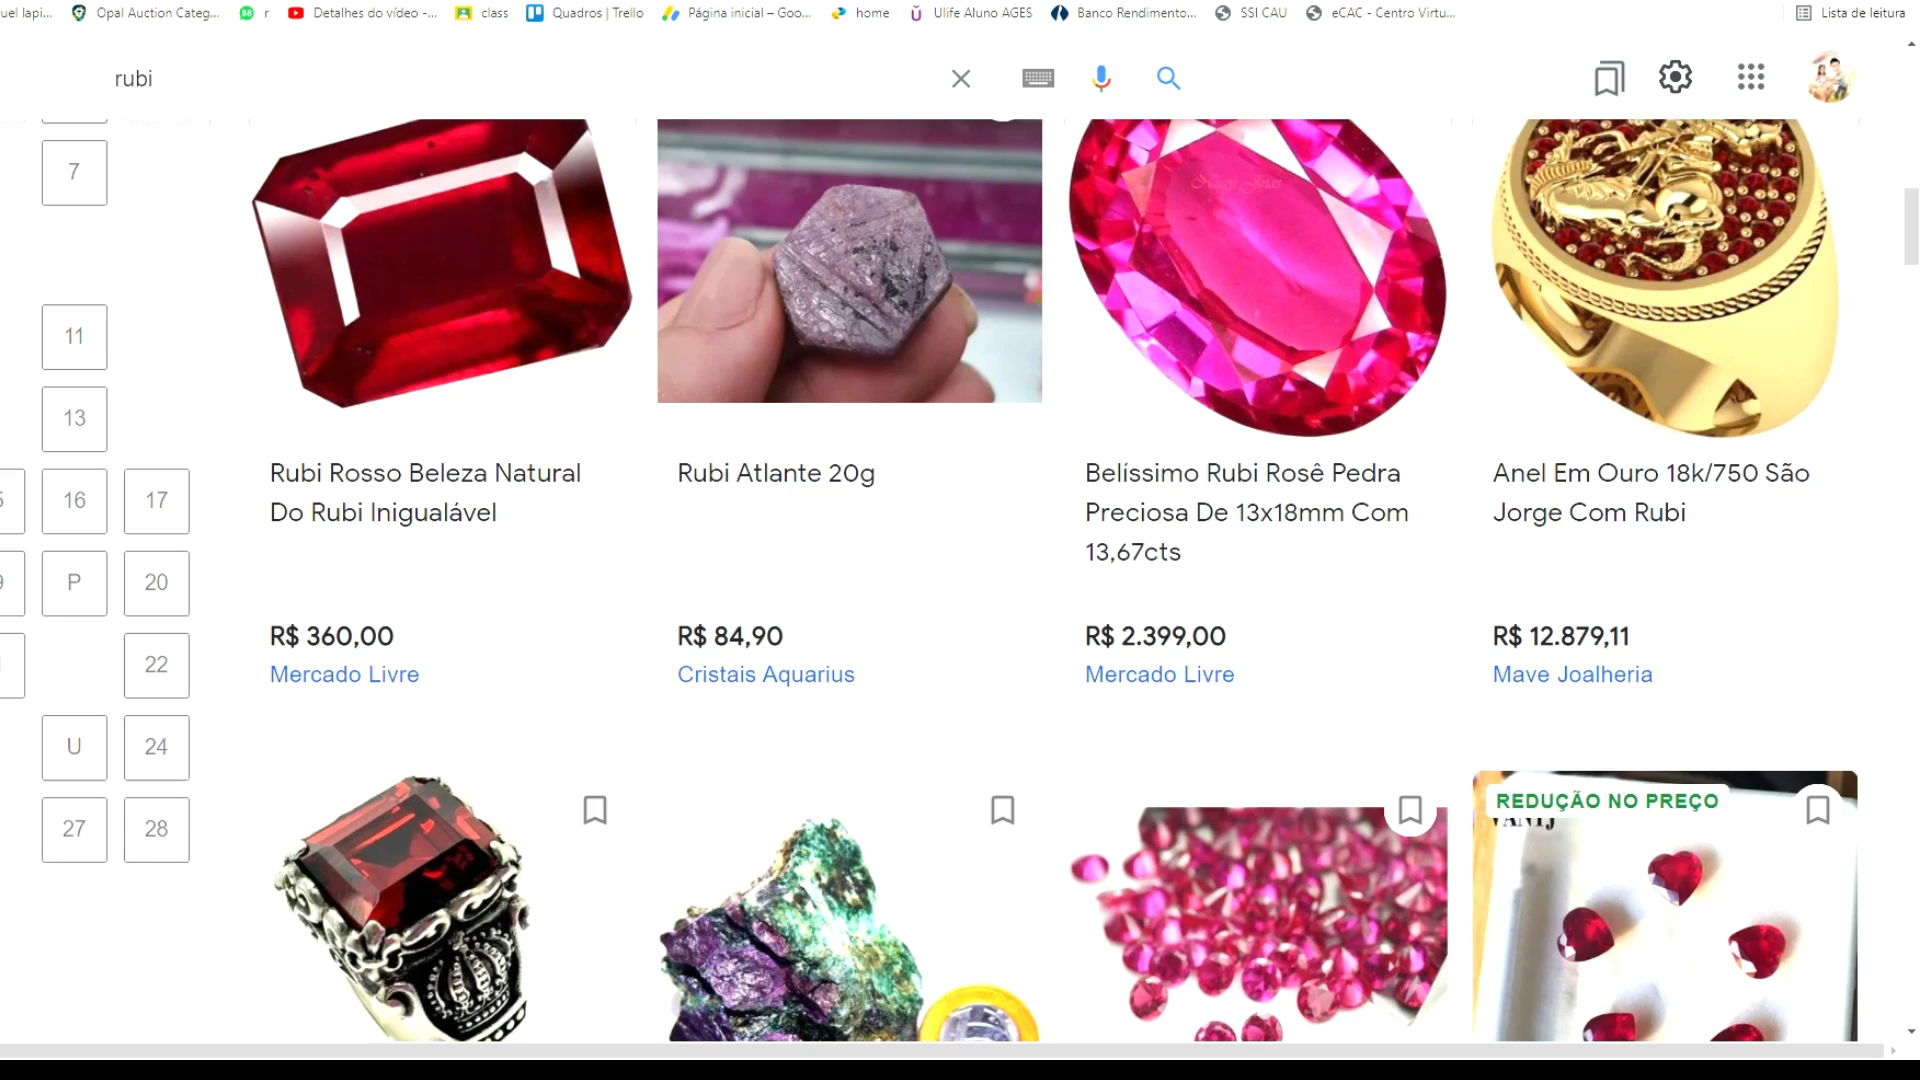 uel lapi...
Opal Auction Categ...
r
Detalhes do vídeo -...
class
Quadros | Trello
Página inicial – Goo...
home
Ulife Aluno AGES
Banco Rendimento...
SSI CAU
eCAC - Centro Virtu...
Lista de leitura
rubi
7
11
13
16
17
P
20
22
U
24
27
28
Rubi Rosso Beleza Natural
Do Rubi Inigualável
R$ 360,00
Mercado Livre
Rubi Atlante 20g
R$ 84,90
Cristais Aquarius
Belíssimo Rubi Rosê Pedra
Preciosa De 13x18mm Com
13,67cts
R$ 2.399,00
Mercado Livre
Anel Em Ouro 18k/750 São
Jorge Com Rubi
R$ 12.879,11
Mave Joalheria
REDUÇÃO NO PREÇO